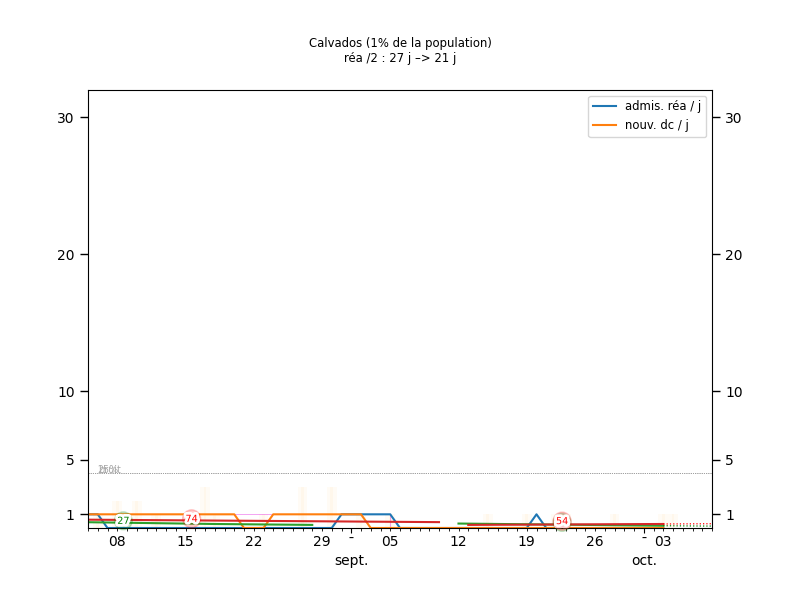 Calvados (1% de la population)
réa /2 : 27 j –> 21 j
admis. réa / j
nouv. dc / j
30 30
20 20
10 10
5 5
1 1
27 74 54
08 15 22 29 - 05 12 19 26 - 03
sept. oct.